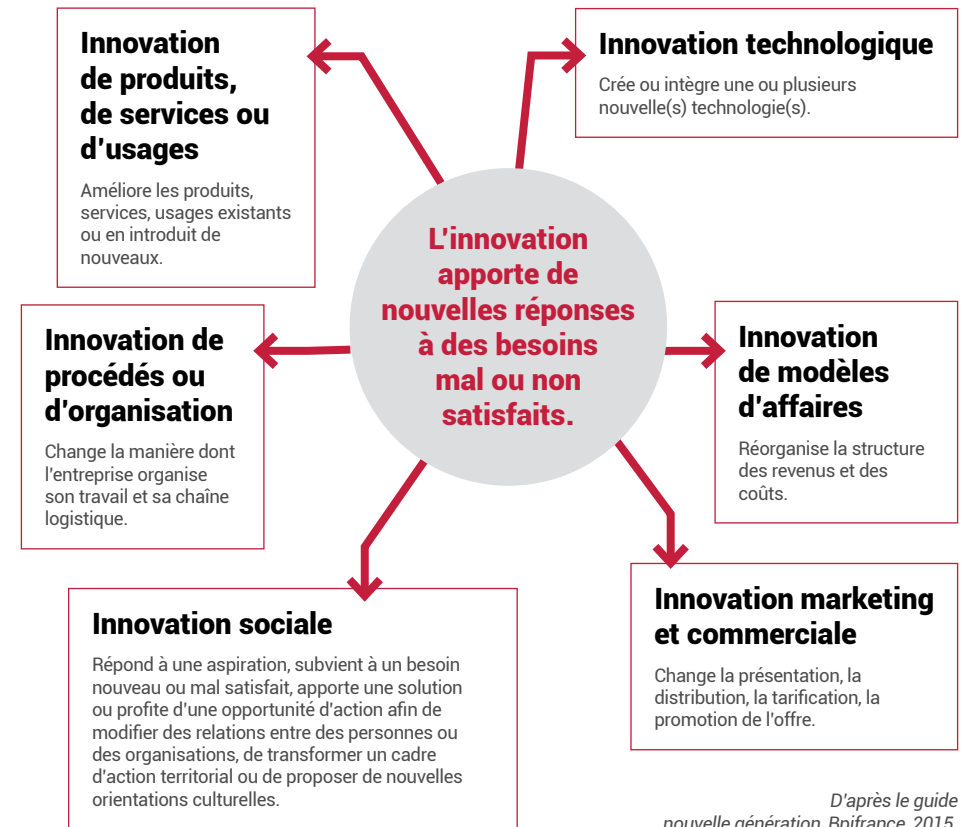 Innovation
de produits,
de services ou
d'usages
Améliore les produits,
services, usages existants
ou en introduit de
nouveaux.
Innovation technologique
Crée ou intègre une ou plusieurs
nouvelle(s) technologie(s).
L'innovation
apporte de
nouvelles réponses
à des besoins
mal ou non
satisfaits.
Innovation de
procédés ou
d'organisation
Change la manière dont
l'entreprise organise
son travail et sa chaîne
logistique.
Innovation
de modèles
d'affaires
Réorganise la structure
des revenus et des
coûts.
Innovation sociale
Répond à une aspiration, subvient à un besoin
nouveau ou mal satisfait, apporte une solution
ou profite d'une opportunité d'action afin de
modifier des relations entre des personnes ou
des organisations, de transformer un cadre
d'action territorial ou de proposer de nouvelles
orientations culturelles.
Innovation marketing
et commerciale
Change la présentation, la
distribution, la tarification, la
promotion de l'offre.
D'après le guide
nouvelle génération, Bpifrance, 2015.